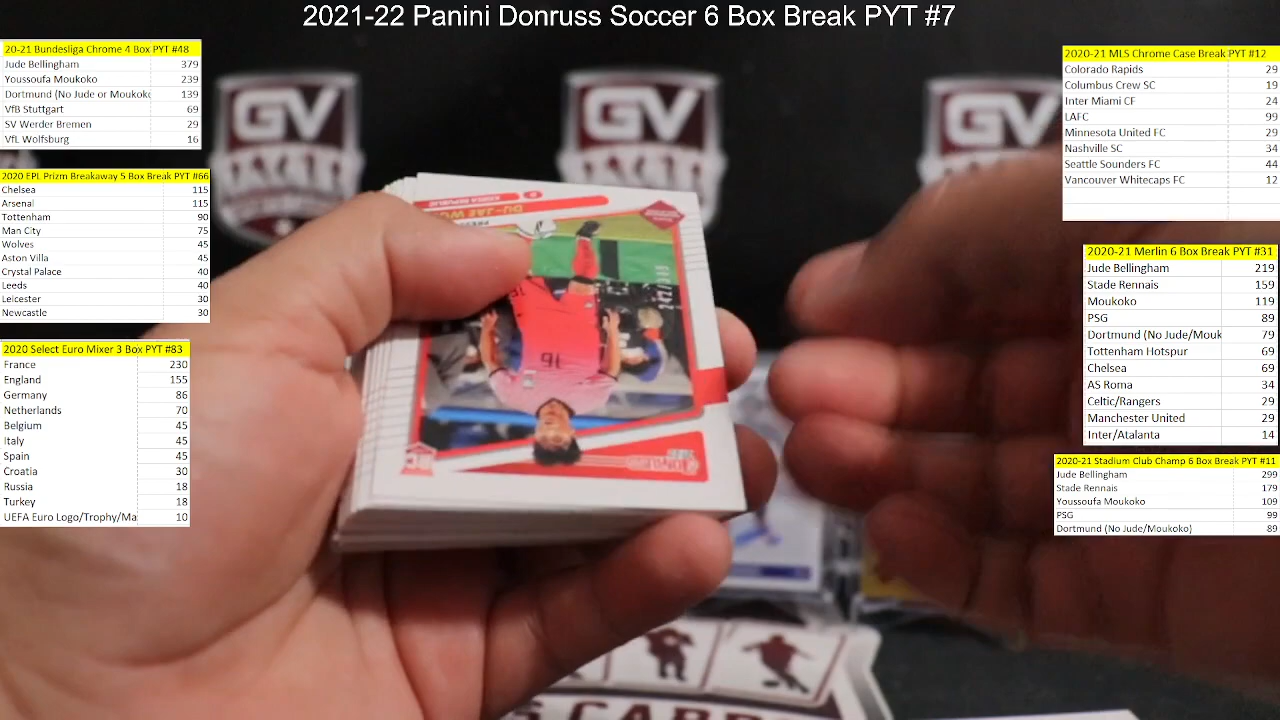 2021-22 Panini Donruss Soccer 6 Box Break PYT #7
20-21 Bundesliga Chrome 4 Box PYT #48
Jude Bellingham 379
Youssoufa Moukoko 239
Dortmund (No Jude or Moukoko 139
VfB Stuttgart 69
SV Werder Bremen 29
VfL Wolfsburg 16
2020 EPL Prizm Breakaway 5 Box Break PYT #66
Chelsea 115
Arsenal 115
Tottenham 90
Man City 75
Wolves 45
Aston Villa 45
Crystal Palace 40
Leeds 40
Leicester 30
Newcastle 30
2020 Select Euro Mixer 3 Box PYT #83
France 230
England 155
Germany 86
Netherlands 70
Belgium 45
Italy 45
Spain 45
Croatia 30
Russia 18
Turkey 18
UEFA Euro Logo/Trophy/Ma 10
GV
GV
GV
KOREA REPUBLIC
DU-JAE
16
DONRUSS
2020-21 MLS Chrome Case Break PYT #12
Colorado Rapids 29
Columbus Crew SC 19
Inter Miami CF 24
LAFC 99
Minnesota United FC 29
Nashville SC 34
Seattle Sounders FC 44
Vancouver Whitecaps FC 12
2020-21 Merlin 6 Box Break PYT #31
Jude Bellingham 219
Stade Rennais 159
Moukoko 119
PSG 89
Dortmund (No Jude/Mouk 79
Tottenham Hotspur 69
Chelsea 69
AS Roma 34
Celtic/Rangers 29
Manchester United 29
Inter/Atalanta 14
2020-21 Stadium Club Champ 6 Box Break PYT #11
Jude Bellingham 299
Stade Rennais 179
Youssoufa Moukoko 109
PSG 99
Dortmund (No Jude/Moukoko) 89